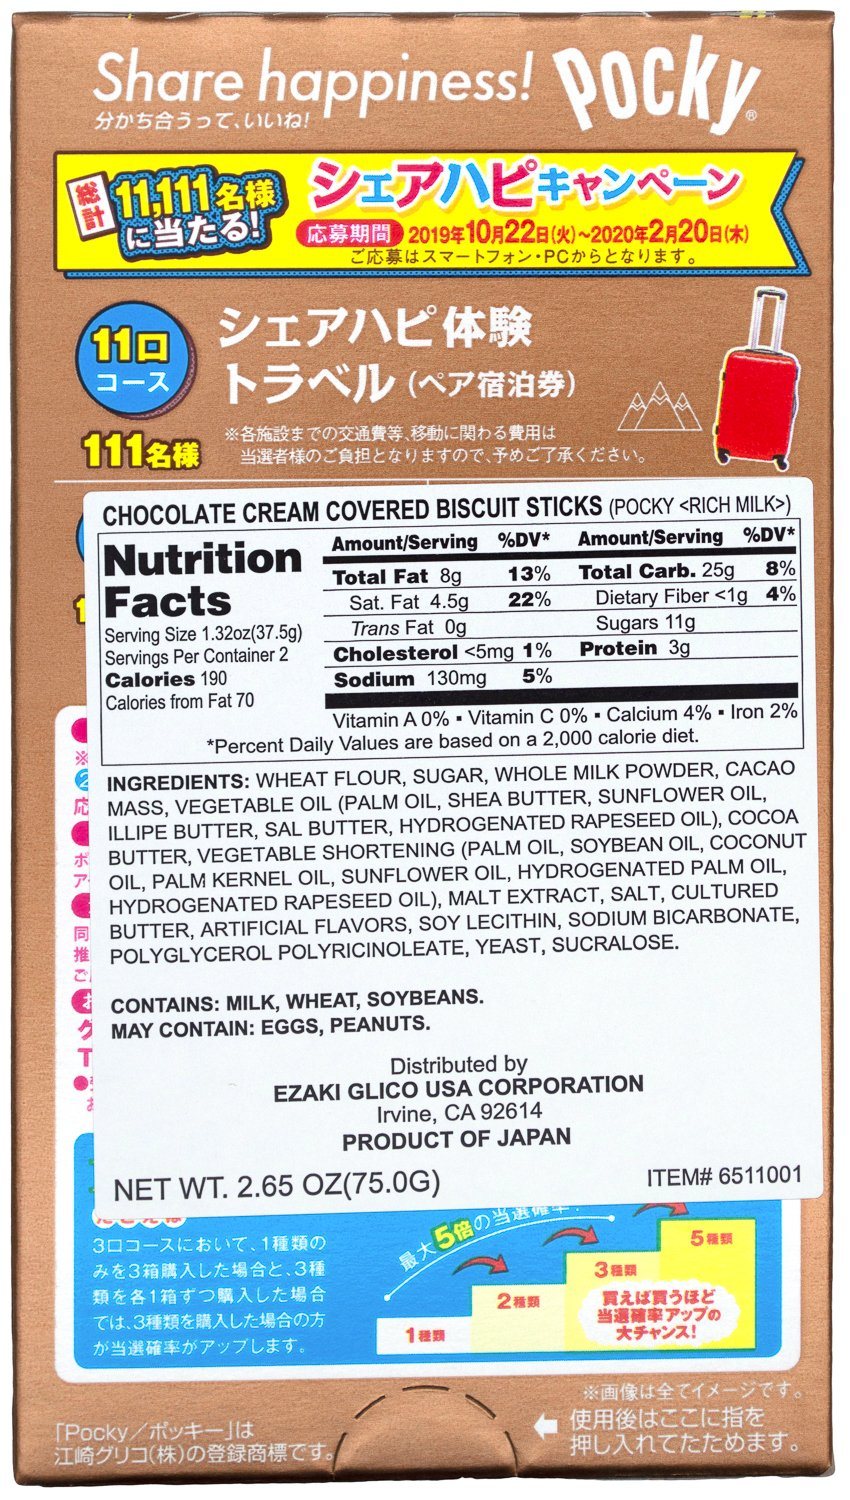 Share happiness! Pocky®
分かち合うって、いいね!
総計 11,111名様に当たる!
シェアハピキャンペーン
応募期間 2019年10月22日(火)~2020年2月20日(木)
ご応募はスマートフォン・PCからとなります。
11口
コース
111名様
シェアハピ体験
トラベル(ペア宿泊券)
※各施設までの交通費等、移動に関わる費用は
当選者様のご負担となりますので、予めご了承ください。
CHOCOLATE CREAM COVERED BISCUIT STICKS (POCKY <RICH MILK>)
Nutrition
Facts
Serving Size 1.32oz(37.5g)
Servings Per Container 2
Calories 190
Calories from Fat 70
Amount/Serving %DV* Amount/Serving %DV*
Total Fat 8g 13% Total Carb. 25g 8%
Sat. Fat 4.5g 22% Dietary Fiber <1g 4%
Trans Fat 0g Sugars 11g
Cholesterol <5mg 1% Protein 3g
Sodium 130mg 5%
Vitamin A 0% ▪ Vitamin C 0% ▪ Calcium 4% ▪ Iron 2%
*Percent Daily Values are based on a 2,000 calorie diet.
INGREDIENTS: WHEAT FLOUR, SUGAR, WHOLE MILK POWDER, CACAO
MASS, VEGETABLE OIL (PALM OIL, SHEA BUTTER, SUNFLOWER OIL,
ILLIPE BUTTER, SAL BUTTER, HYDROGENATED RAPESEED OIL), COCOA
BUTTER, VEGETABLE SHORTENING (PALM OIL, SOYBEAN OIL, COCONUT
OIL, PALM KERNEL OIL, SUNFLOWER OIL, HYDROGENATED PALM OIL,
HYDROGENATED RAPESEED OIL), MALT EXTRACT, SALT, CULTURED
BUTTER, ARTIFICIAL FLAVORS, SOY LECITHIN, SODIUM BICARBONATE,
POLYGLYCEROL POLYRICINOLEATE, YEAST, SUCRALOSE.
CONTAINS: MILK, WHEAT, SOYBEANS.
MAY CONTAIN: EGGS, PEANUTS.
Distributed by
EZAKI GLICO USA CORPORATION
Irvine, CA 92614
PRODUCT OF JAPAN
NET WT. 2.65 OZ(75.0G)
ITEM# 6511001
3口コースにおいて、1種類の
みを3箱購入した場合と、3種
類を各1箱ずつ購入した場合
では、3種類を購入した場合の方
が当選確率がアップします。
最大5倍の当選確率!
1種類
2種類
3種類
5種類
買えば買うほど
当選確率アップの
大チャンス!
※画像は全てイメージです。
「Pocky/ポッキー」は
江崎グリコ(株)の登録商標です。
使用後はここに指を
押し入れてたためます。